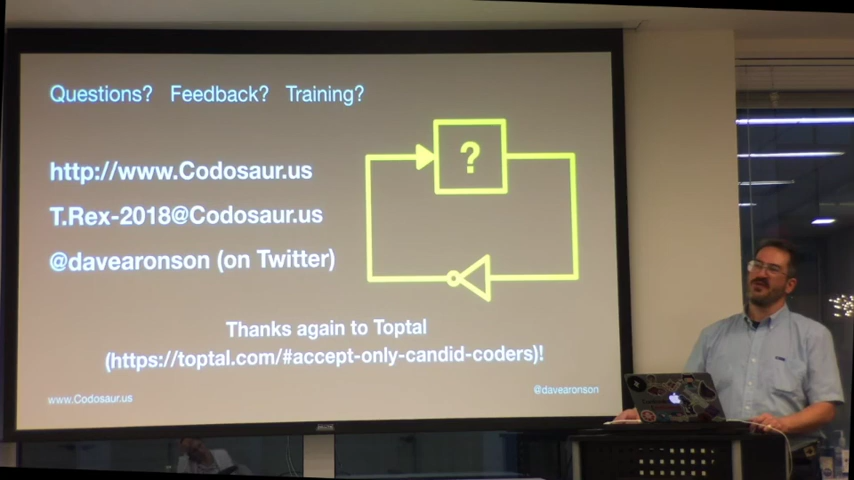 Questions? Feedback? Training?
http://www.Codosaur.us
T.Rex-2018@Codosaur.us
@davearonson (on Twitter)
?
Thanks again to Toptal
(https://toptal.com/#accept-only-candid-coders)!
www.Codosaur.us
@davearonson